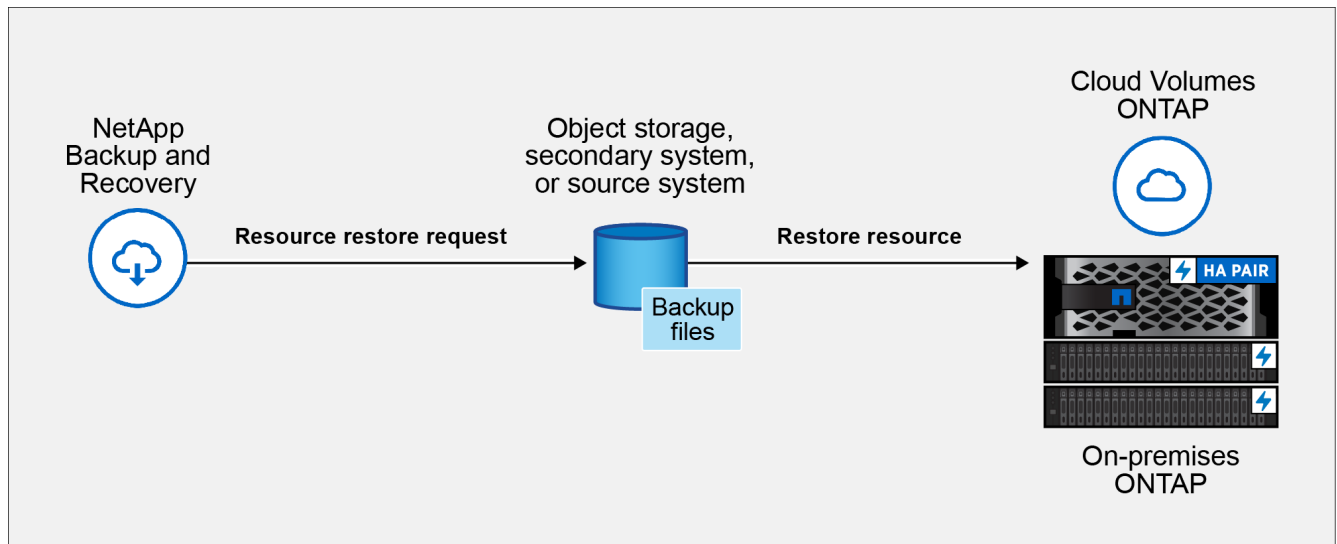 NetApp
Backup and
Recovery
Resource restore request
Object storage,
secondary system,
or source system
Backup
files
Restore resource
Cloud Volumes
ONTAP
HA PAIR
On-premises
ONTAP